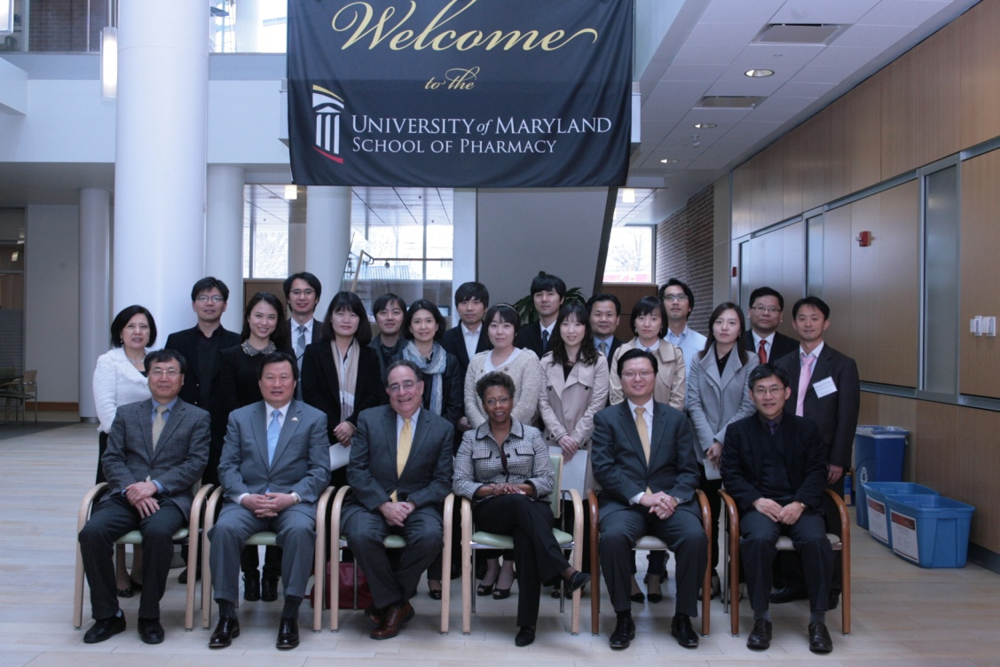 Welcome
to the
UNIVERSITY of MARYLAND
SCHOOL OF PHARMACY